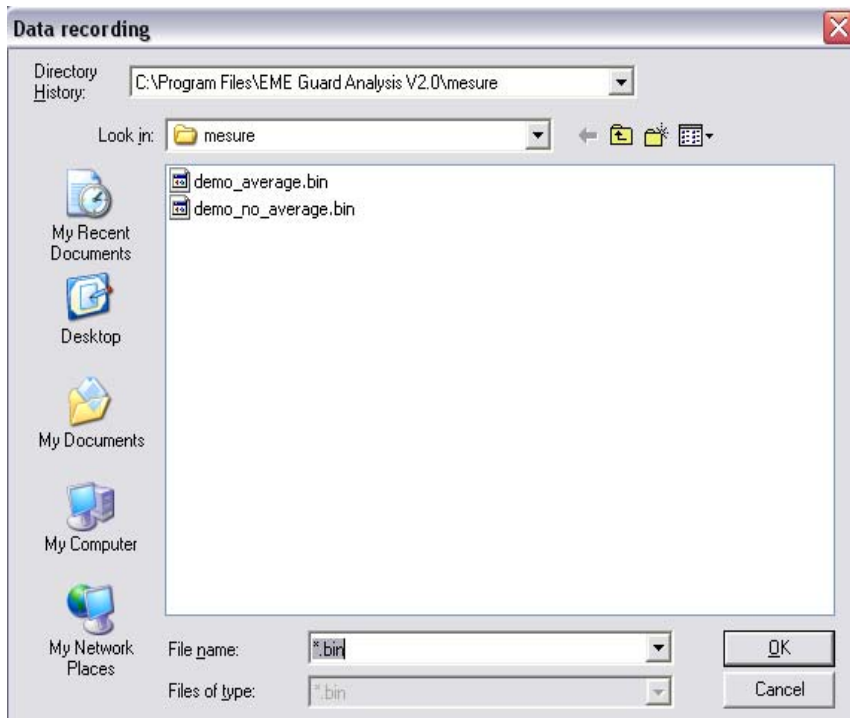 Data recording
Directory
History:
C:\Program Files\EME Guard Analysis V2.0\mesure
Look in:
mesure
demo_average.bin
demo_no_average.bin
My Recent
Documents
Desktop
My Documents
My Computer
My Network
Places
File name:
*.bin
OK
Files of type:
*.bin
Cancel